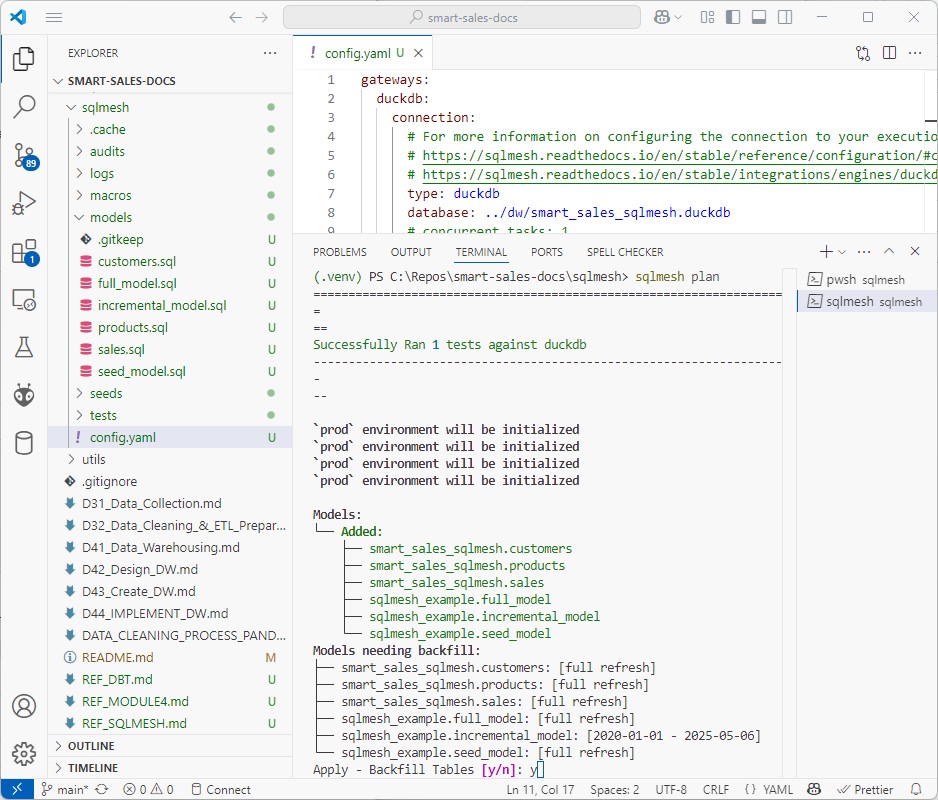 smart-sales-docs
EXPLORER
SMART-SALES-DOCS
sqlmesh
.cache
audits
logs
macros
models
.gitkeep U
customers.sql U
full_model.sql U
incremental_model.sql U
products.sql U
sales.sql U
seed_model.sql U
seeds
tests
! config.yaml U
utils
.gitignore
D31_Data_Collection.md
D32_Data_Cleaning_&_ETL_Prepar...
D41_Data_Warehousing.md
D42_Design_DW.md
D43_Create_DW.md
D44_IMPLEMENT_DW.md
DATA_CLEANING_PROCESS_PAND...
README.md M
REF_DBT.md U
REF_MODULE4.md U
REF_SQLMESH.md U
OUTLINE
TIMELINE
89
1
! config.yaml U
1 gateways:
2 duckdb:
3 connection:
4 # For more information on configuring the connection to your executio
5 # https://sqlmesh.readthedocs.io/en/stable/reference/configuration/#c
6 # https://sqlmesh.readthedocs.io/en/stable/integrations/engines/duckd
7 type: duckdb
8 database: ../dw/smart_sales_sqlmesh.duckdb
9 # concurrent_tasks: 1
PROBLEMS OUTPUT TERMINAL PORTS SPELL CHECKER
(.venv) PS C:\Repos\smart-sales-docs\sqlmesh> sqlmesh plan
===================================================================
=
==
Successfully Ran 1 tests against duckdb
-------------------------------------------------------------------
-
--
`prod` environment will be initialized
`prod` environment will be initialized
`prod` environment will be initialized
`prod` environment will be initialized
Models:
└── Added:
├── smart_sales_sqlmesh.customers
├── smart_sales_sqlmesh.products
├── smart_sales_sqlmesh.sales
├── sqlmesh_example.full_model
├── sqlmesh_example.incremental_model
└── sqlmesh_example.seed_model
Models needing backfill:
├── smart_sales_sqlmesh.customers: [full refresh]
├── smart_sales_sqlmesh.products: [full refresh]
├── smart_sales_sqlmesh.sales: [full refresh]
├── sqlmesh_example.full_model: [full refresh]
├── sqlmesh_example.incremental_model: [2020-01-01 - 2025-05-06]
└── sqlmesh_example.seed_model: [full refresh]
Apply - Backfill Tables [y/n]: y
pwsh sqlmesh
sqlmesh sqlmesh
main* 0 0 Connect Ln 11, Col 17 Spaces: 2 UTF-8 CRLF {} YAML Prettier